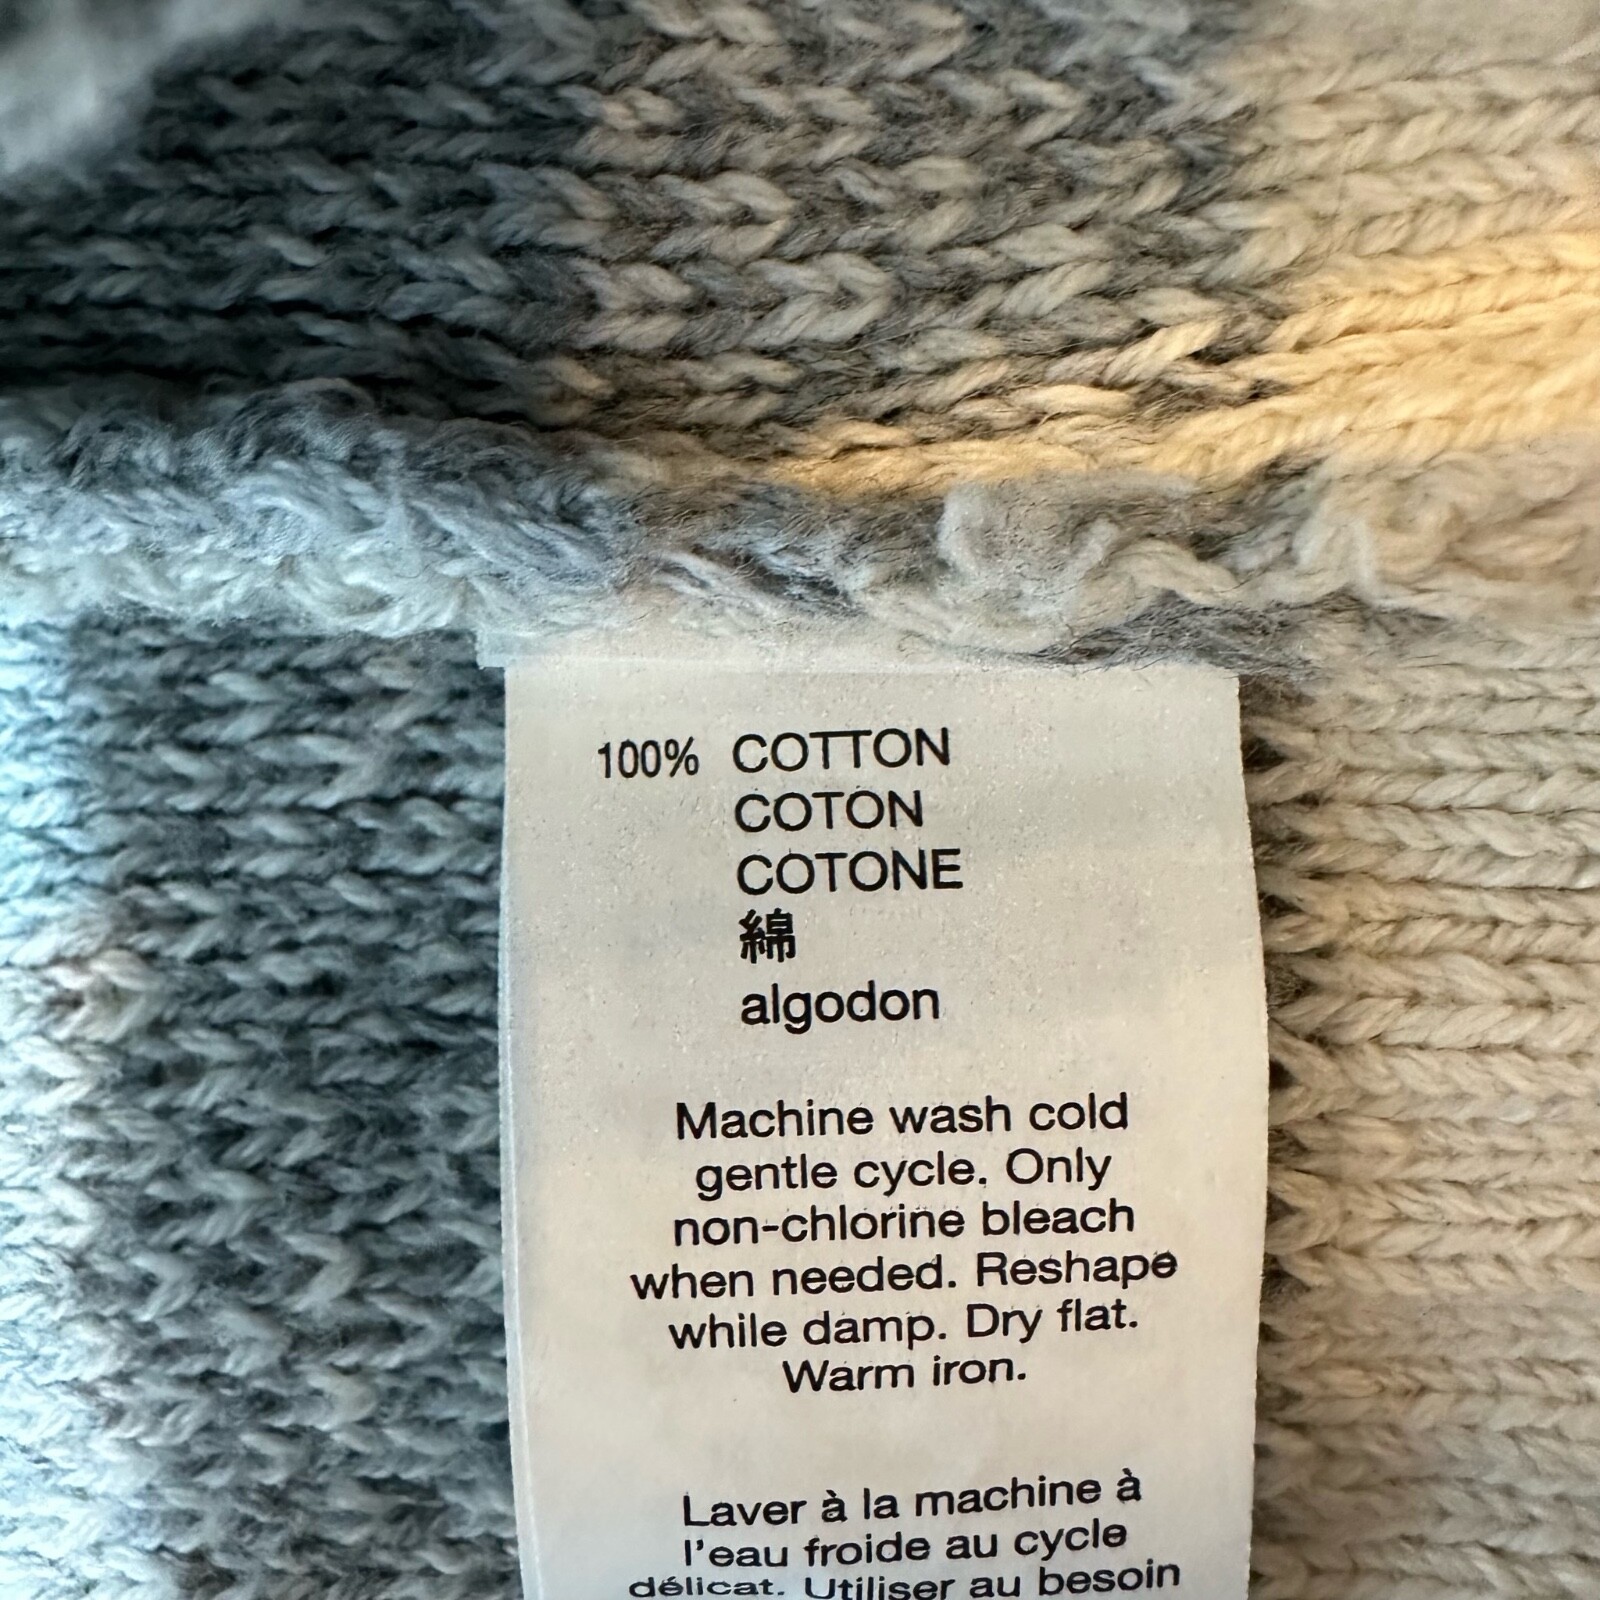 100% COTTON
COTON
COTONE
綿
algodon
Machine wash cold
gentle cycle. Only
non-chlorine bleach
when needed. Reshape
while damp. Dry flat.
Warm iron.
Laver à la machine à
l'eau froide au cycle
délicat. Utiliser au besoin